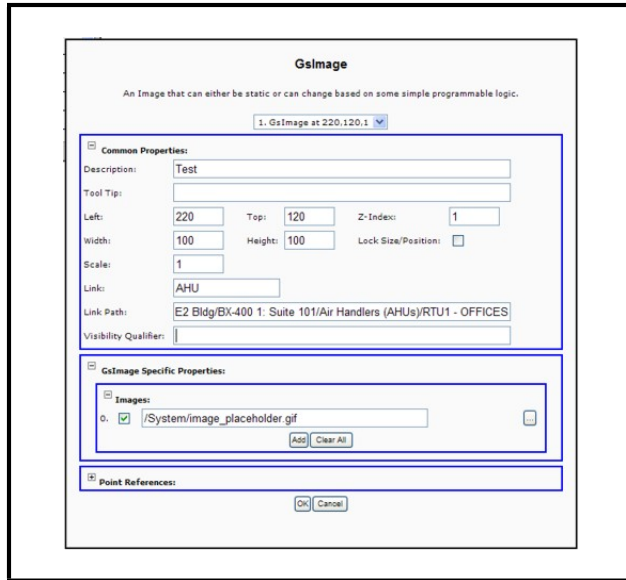 GsImage
An Image that can either be static or can change based on some simple programmable logic.
1. GsImage at 220,120,1
Common Properties:
Description: Test
Tool Tip:
Left: 220 Top: 120 Z-Index: 1
Width: 100 Height: 100 Lock Size/Position:
Scale: 1
Link: AHU
Link Path: E2 Bldg/BX-400 1: Suite 101/Air Handlers (AHUs)/RTU1 - OFFICES
Visibility Qualifier:
GsImage Specific Properties:
Images:
0. /System/image_placeholder.gif ...
Add Clear All
Point References:
OK Cancel